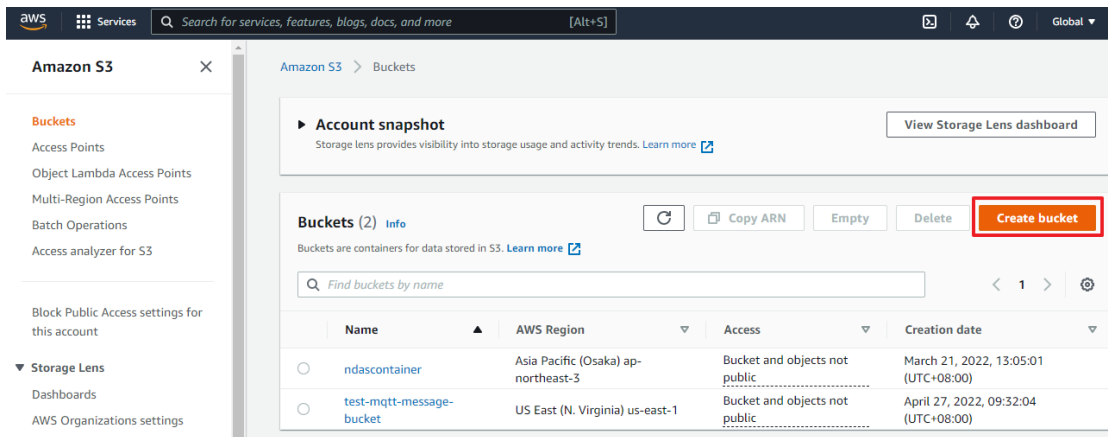 aws Services Search for services, features, blogs, docs, and more [Alt+S] Global
Amazon S3
Buckets
Access Points
Object Lambda Access Points
Multi-Region Access Points
Batch Operations
Access analyzer for S3
Block Public Access settings for
this account
Storage Lens
Dashboards
AWS Organizations settings
Amazon S3 > Buckets
Account snapshot
Storage lens provides visibility into storage usage and activity trends. Learn more
View Storage Lens dashboard
Buckets (2) Info
Copy ARN Empty Delete Create bucket
Buckets are containers for data stored in S3. Learn more
Find buckets by name
< 1 >
Name AWS Region Access Creation date
ndascontainer
Asia Pacific (Osaka) ap-
northeast-3
Bucket and objects not
public
March 21, 2022, 13:05:01
(UTC+08:00)
test-mqtt-message-
bucket
US East (N. Virginia) us-east-1
Bucket and objects not
public
April 27, 2022, 09:32:04
(UTC+08:00)